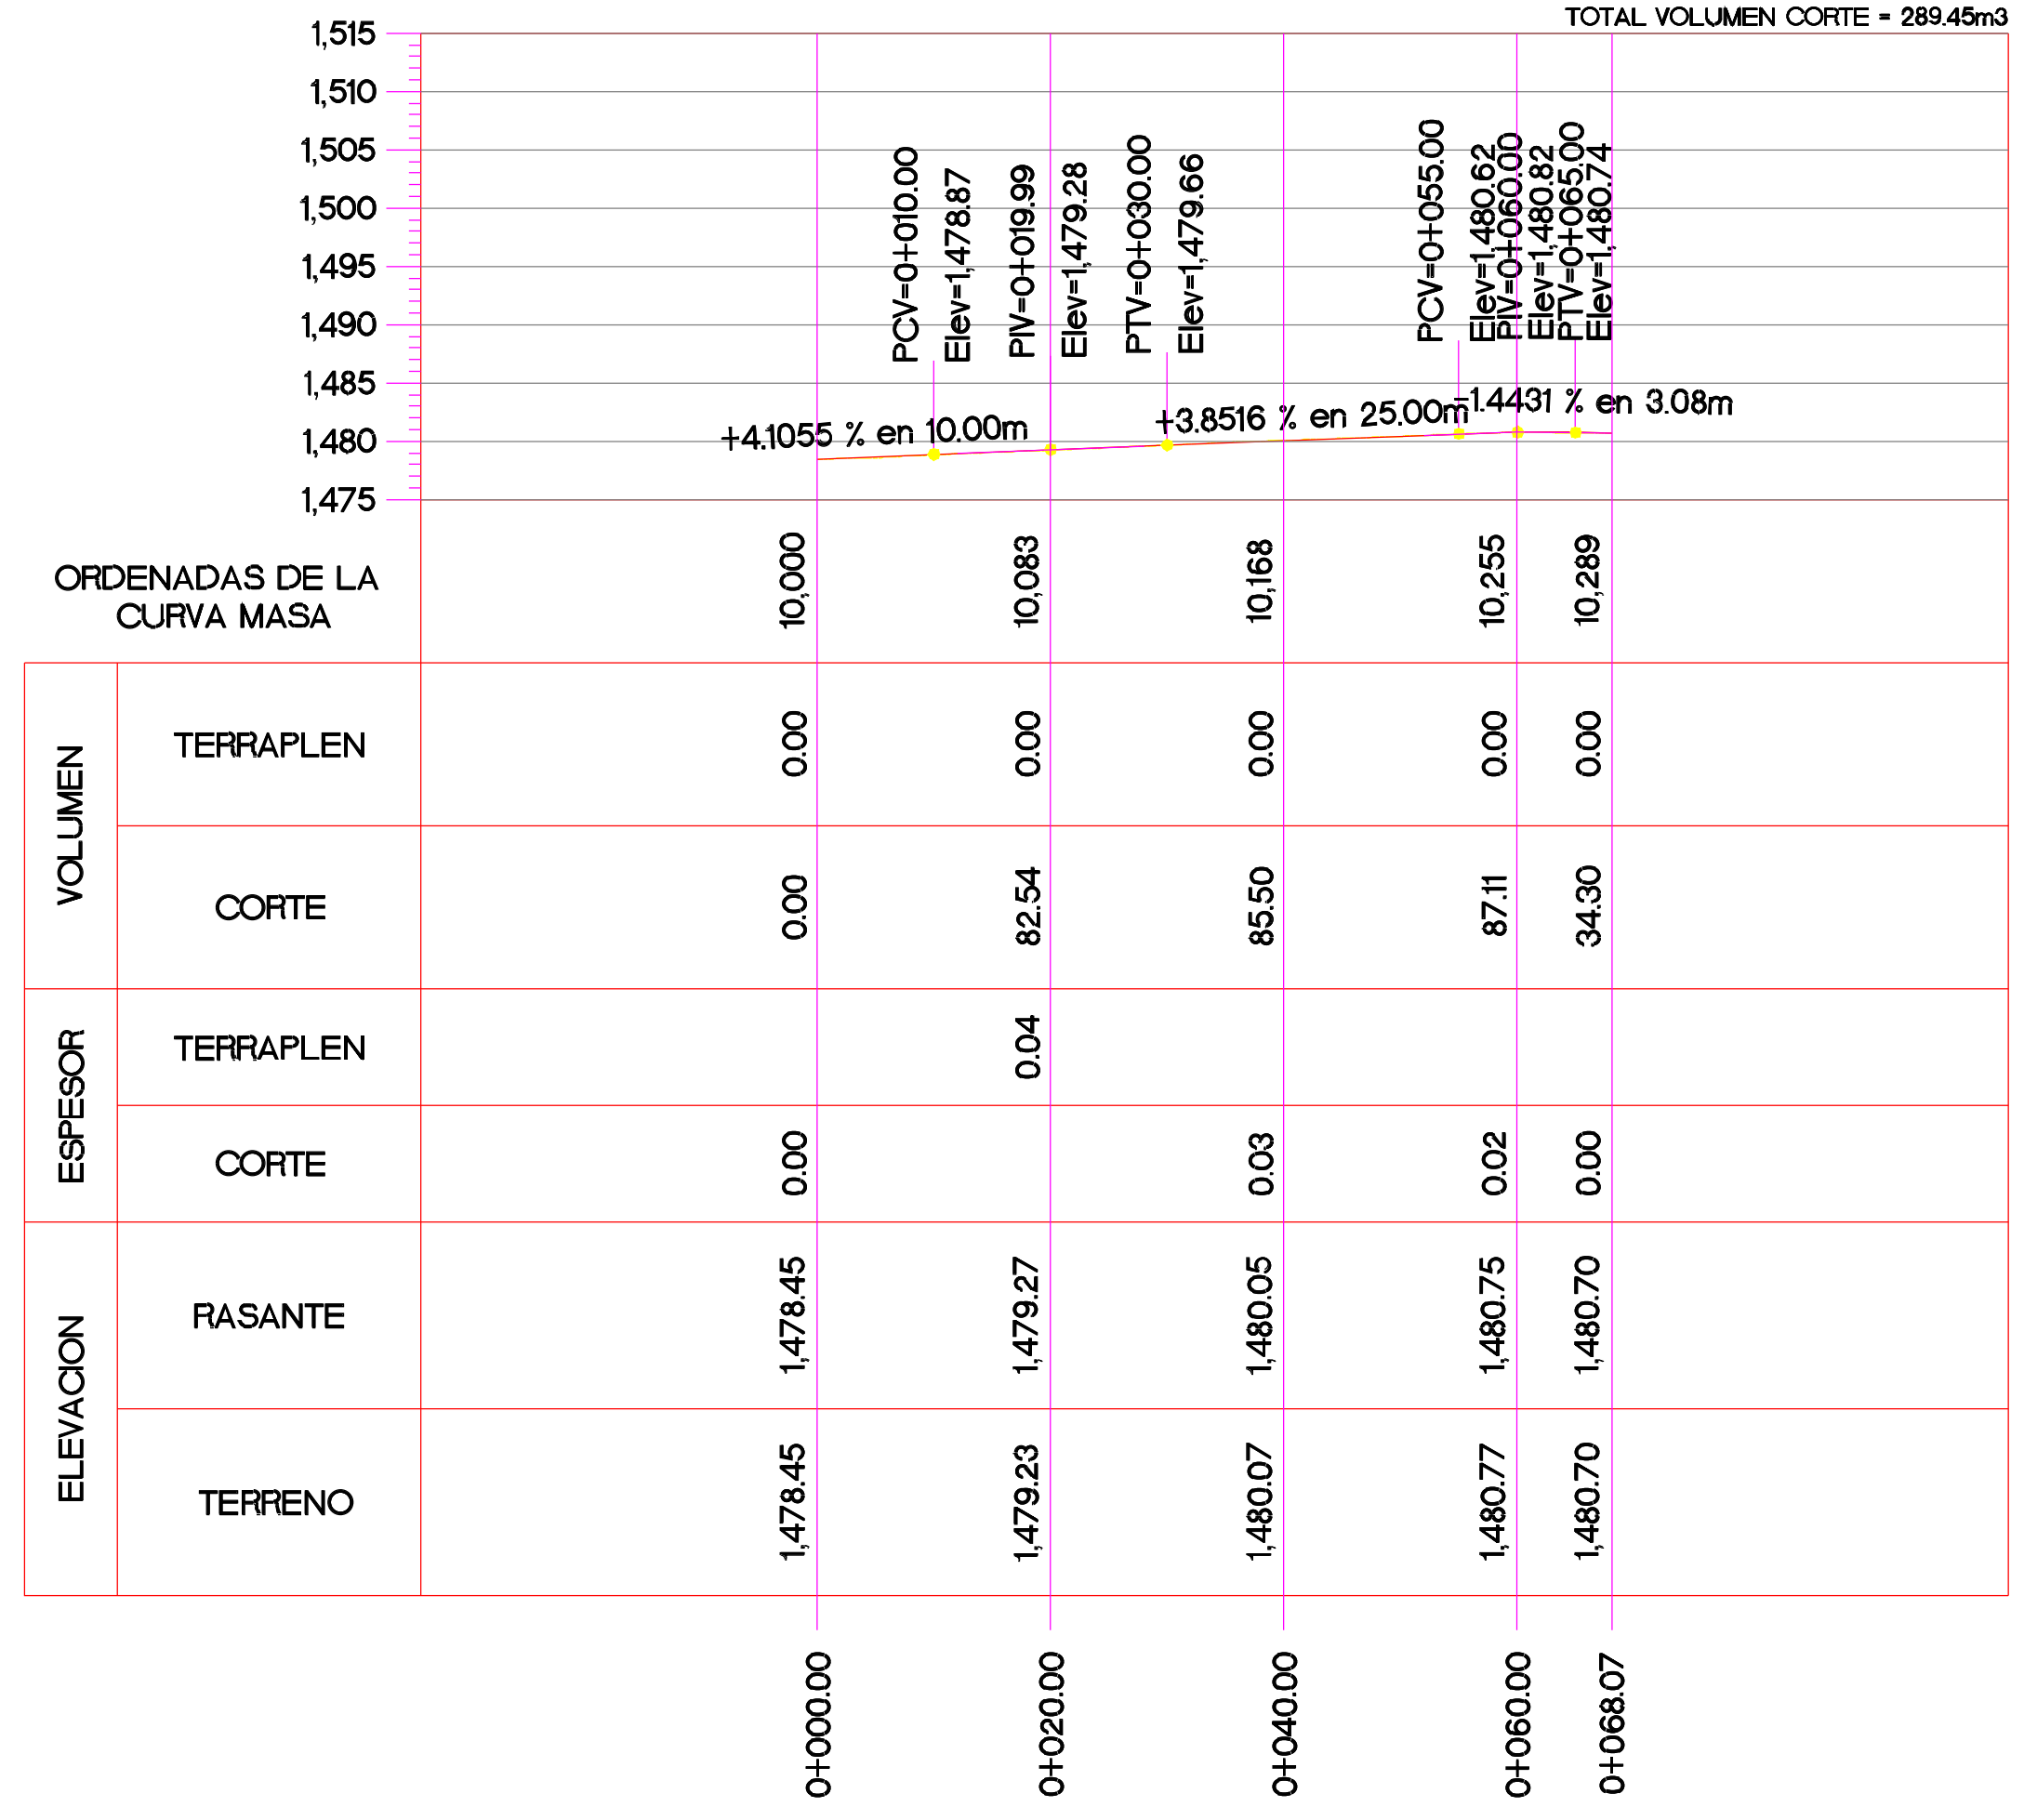 TOTAL VOLUMEN CORTE = 289.45m3
1,515
1,510
1,505
1,500
1,495
1,490
1,485
1,480
1,475
PCV=0+010.00
Elev=1,478.87
PIV=0+019.99
Elev=1,479.28
PTV=0+030.00
Elev=1,479.66
PCV=0+055.00
Elev=1,480.62
PIV=0+060.00
Elev=1,480.82
PTV=0+065.00
Elev=1,480.74
+4.1055 % en 10.00m
+3.8516 % en 25.00m
-1.4431 % en 3.08m
ORDENADAS DE LA
CURVA MASA
10,000
10,083
10,168
10,255
10,289
VOLUMEN
TERRAPLEN
0.00
0.00
0.00
0.00
0.00
CORTE
0.00
82.54
85.50
87.11
34.30
ESPESOR
TERRAPLEN
0.04
CORTE
0.00
0.03
0.02
0.00
ELEVACION
RASANTE
1,478.45
1,479.27
1,480.05
1,480.75
1,480.70
TERRENO
1,478.45
1,479.23
1,480.07
1,480.77
1,480.70
0+000.00
0+020.00
0+040.00
0+060.00
0+068.07